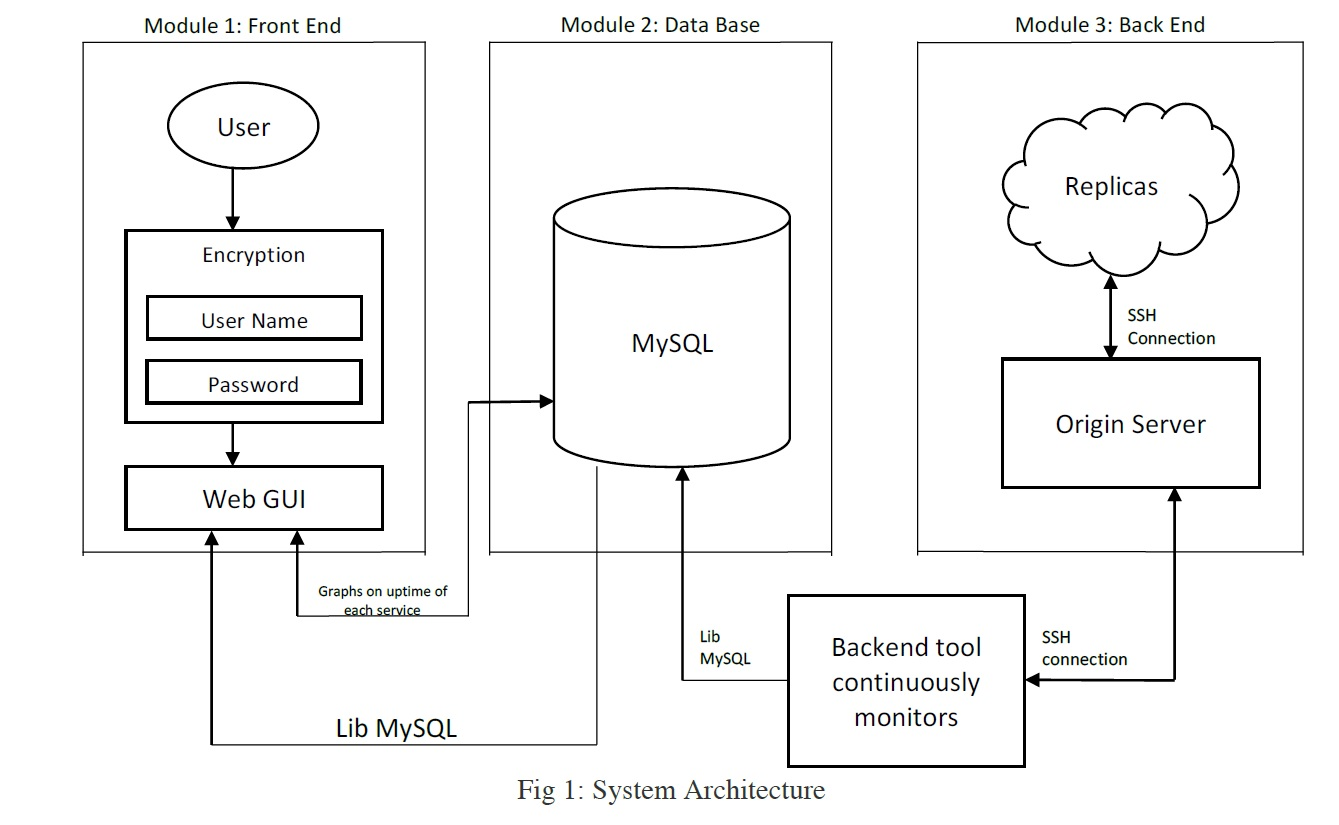 Module 1: Front End
Module 2: Data Base
Module 3: Back End
User
Encryption
User Name
Password
Web GUI
MySQL
Replicas
SSH
Connection
Origin Server
Graphs on uptime of
each service
Lib
MySQL
Backend tool
continuously
monitors
SSH
connection
Lib MySQL
Fig 1: System Architecture